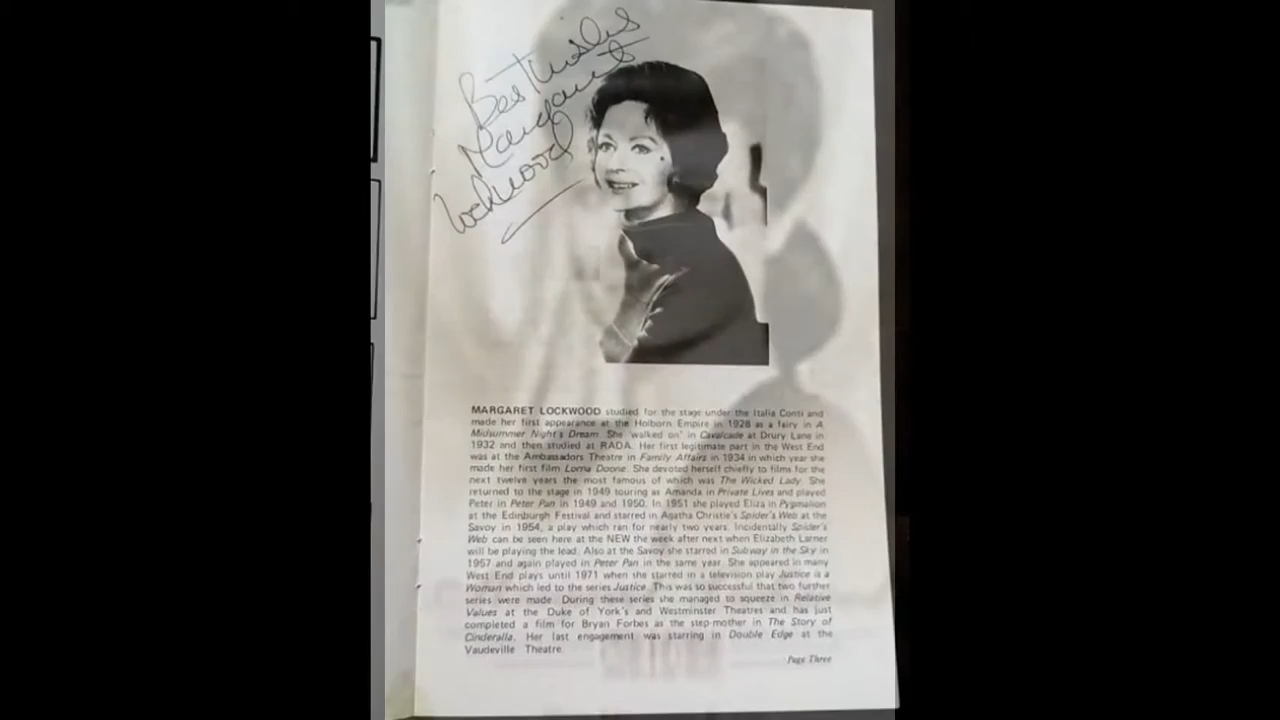 Best Wishes
Margaret
Lockwood
MARGARET LOCKWOOD studied for the stage under the Italia Conti and
made her first appearance at the Holborn Empire in 1928 as a fairy in A
Midsummer Night's Dream. She 'walked on' in Cavalcade at Drury Lane in
1932 and then studied at RADA. Her first legitimate part in the West End
was at the Ambassadors Theatre in Family Affairs in 1934 in which year she
made her first film Lorna Doone. She devoted herself chiefly to films for the
next twelve years the most famous of which was The Wicked Lady. She
returned to the stage in 1949 touring as Amanda in Private Lives and played
Peter in Peter Pan in 1949 and 1950. In 1951 she played Eliza in Pygmalion
at the Edinburgh Festival and starred in Agatha Christie's Spider's Web at the
Savoy in 1954, a play which ran for nearly two years. Incidentally Spider's
Web can be seen here at the NEW the week after next when Elizabeth Larner
will be playing the lead. Also at the Savoy she starred in Subway in the Sky in
1957 and again played in Peter Pan in the same year. She appeared in many
West End plays until 1971 when she starred in a television play Justice is a
Woman which led to the series Justice. This was so successful that two further
series were made. During these series she managed to squeeze in Relative
Values at the Duke of York's and Westminster Theatres and has just
completed a film for Bryan Forbes as the step-mother in The Story of
Cinderalla. Her last engagement was starring in Double Edge at the
Vaudeville Theatre.
Page Three